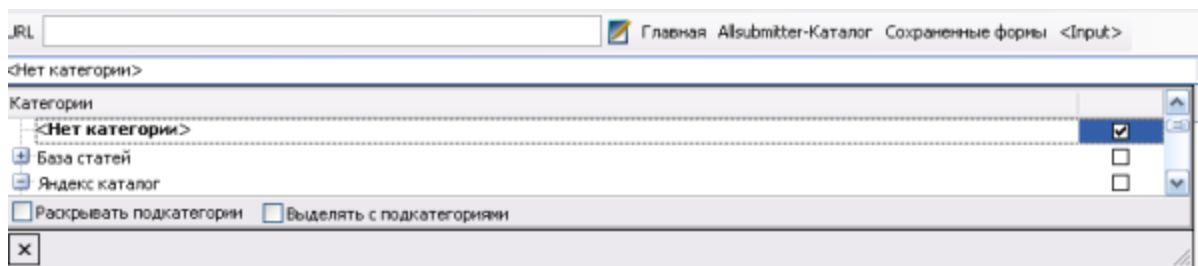 URL Главная Allsubmitter-Каталог Сохраненные формы <Input>
<Нет категории>
Категории
<Нет категории>
База статей
Яндекс каталог
Раскрывать подкатегории Выделять с подкатегориями